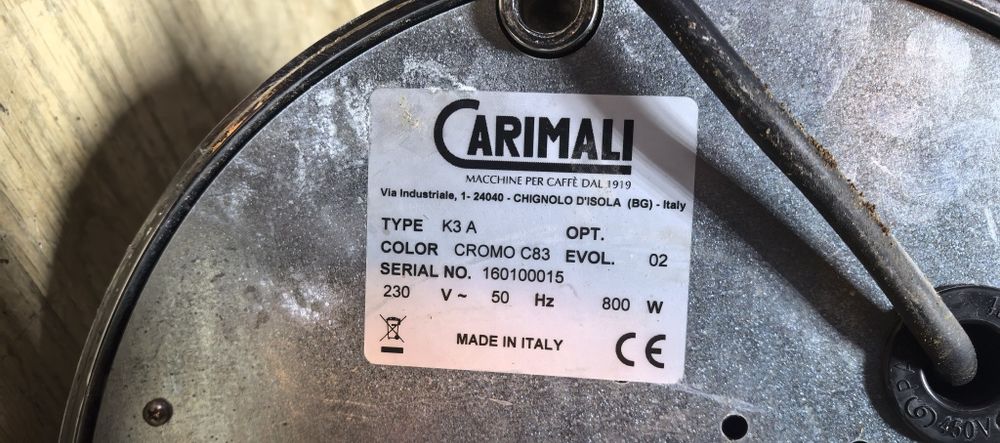 CARIMALI
MACCHINE PER CAFFÈ DAL 1919
Via Industriale, 1- 24040 - CHIGNOLO D'ISOLA (BG) - Italy
TYPE K3 A OPT.
COLOR CROMO C83 EVOL. 02
SERIAL NO. 160100015
230 V ~ 50 Hz 800 W
MADE IN ITALY CE
450V